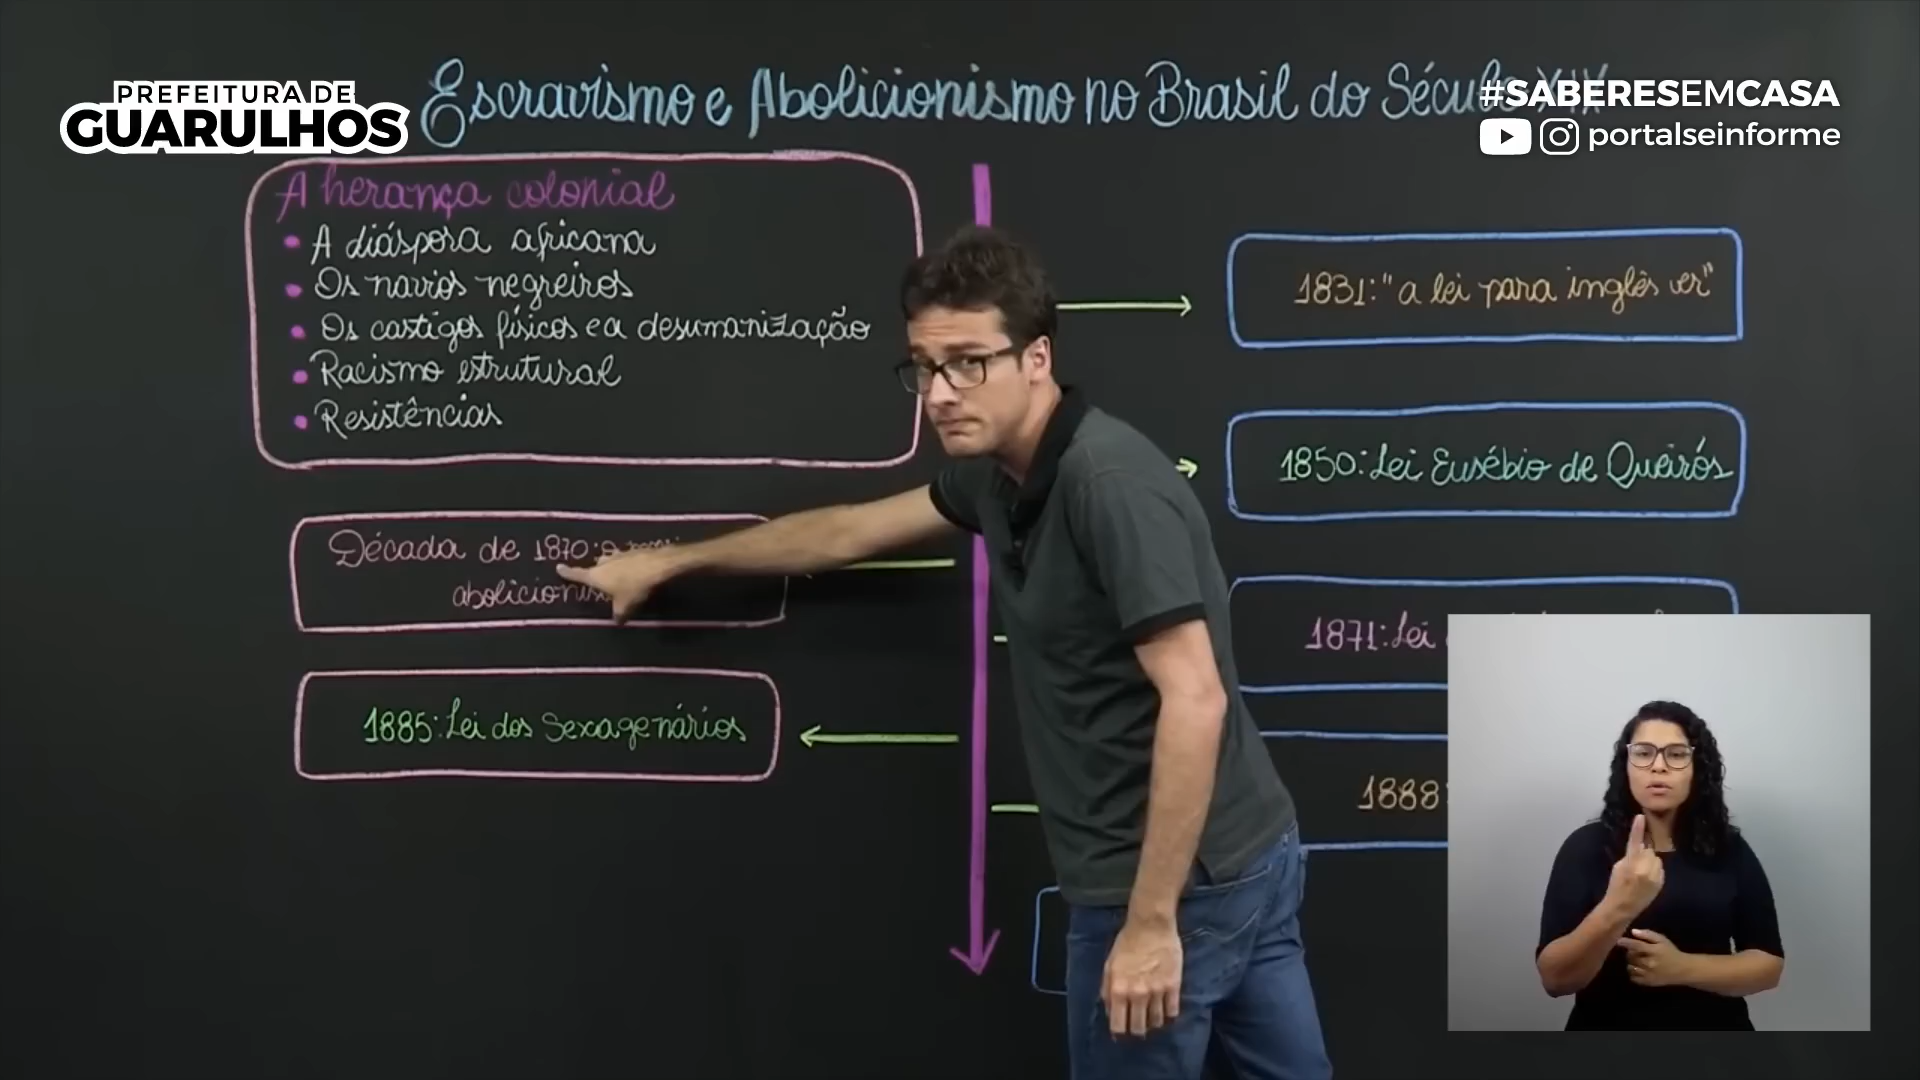 PREFEITURA DE
GUARULHOS
Escravismo e Abolicionismo no Brasil do Século XIX
#SABERESEMCASA
portalseinforme
A herança colonial
• A diáspora africana
• Os navios negreiros
• Os castigos físicos e a desumanização
• Racismo estrutural
• Resistências
1831: "a lei para inglês ver"
1850: Lei Eusébio de Queirós
Década de 1870: o
1871: Lei
1885: Lei dos Sexagenários
1888: